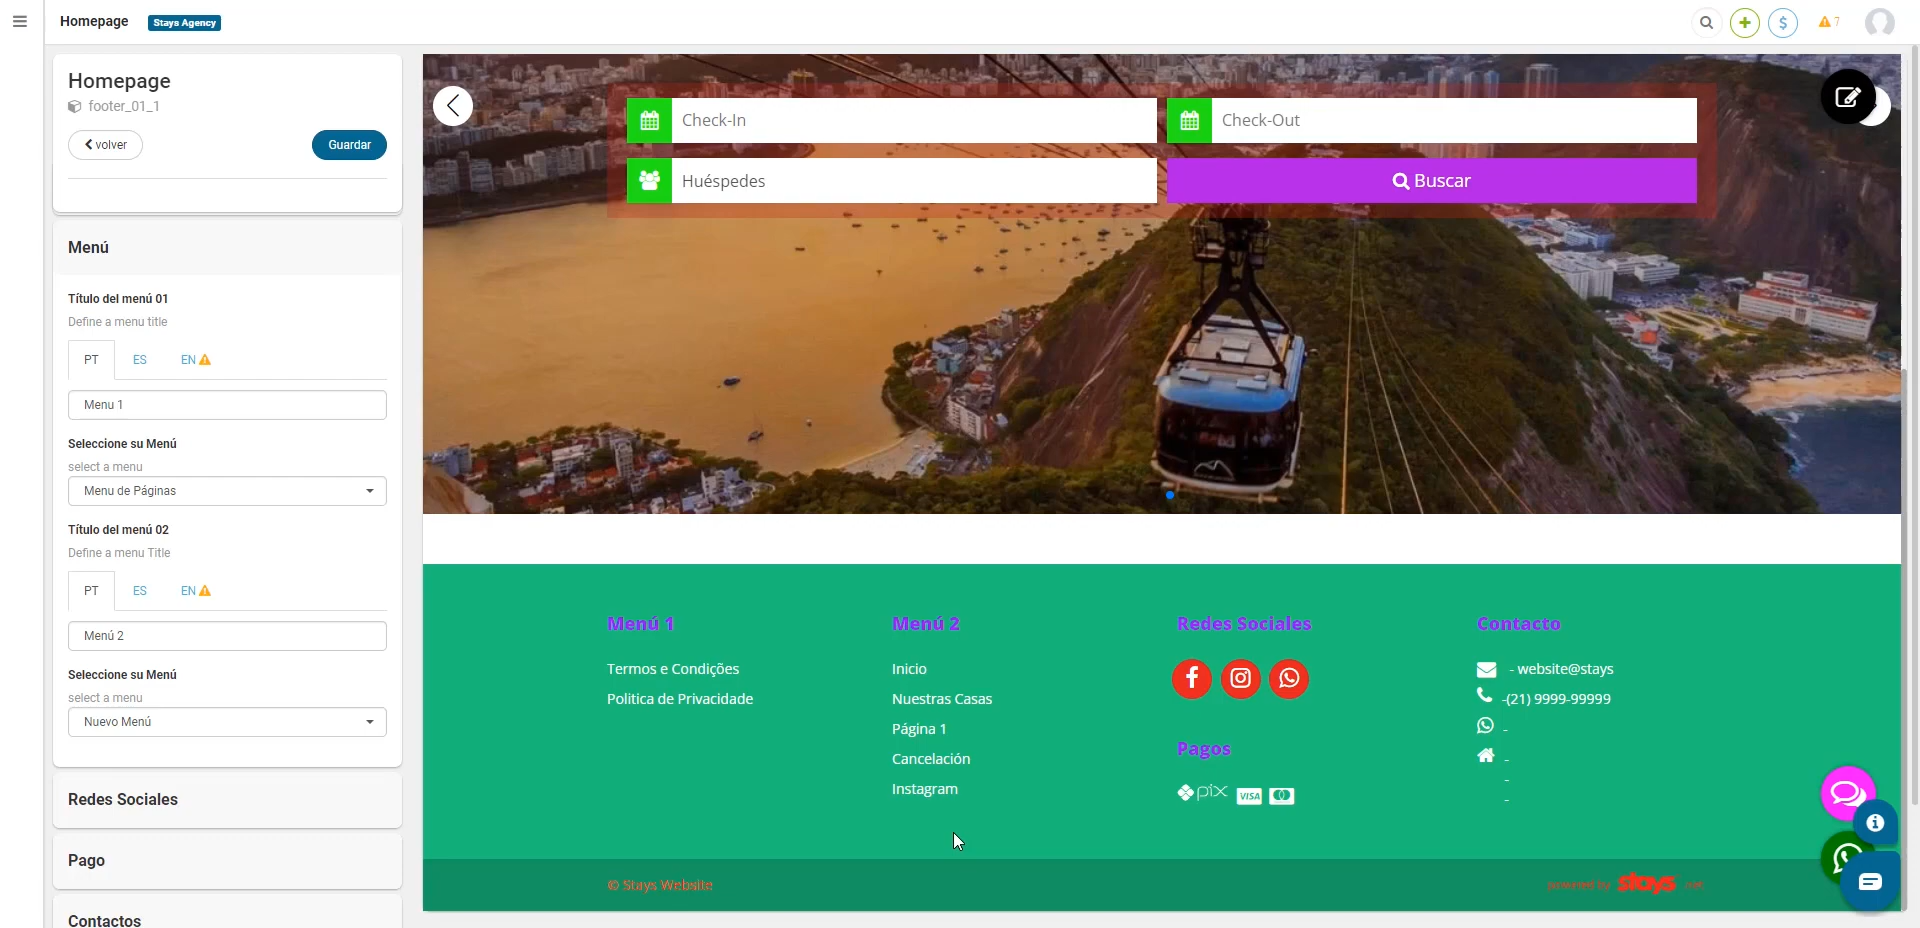 Homepage
Stays Agency
7
Homepage
footer_01_1
volver
Guardar
Menú
Título del menú 01
Define a menu title
PT
ES
EN
Menu 1
Seleccione su Menú
select a menu
Menu de Páginas
Título del menú 02
Define a menu Title
PT
ES
EN
Menú 2
Seleccione su Menú
select a menu
Nuevo Menú
Redes Sociales
Pago
Contactos
Check-In
Check-Out
Huéspedes
Buscar
Menú 1
Termos e Condições
Politica de Privacidade
Menú 2
Inicio
Nuestras Casas
Página 1
Cancelación
Instagram
Redes Sociales
Pagos
pix
VISA
Contacto
- website@stays
-(21) 9999-99999
-
-
-
-
© Stays Website
powered by stays .net